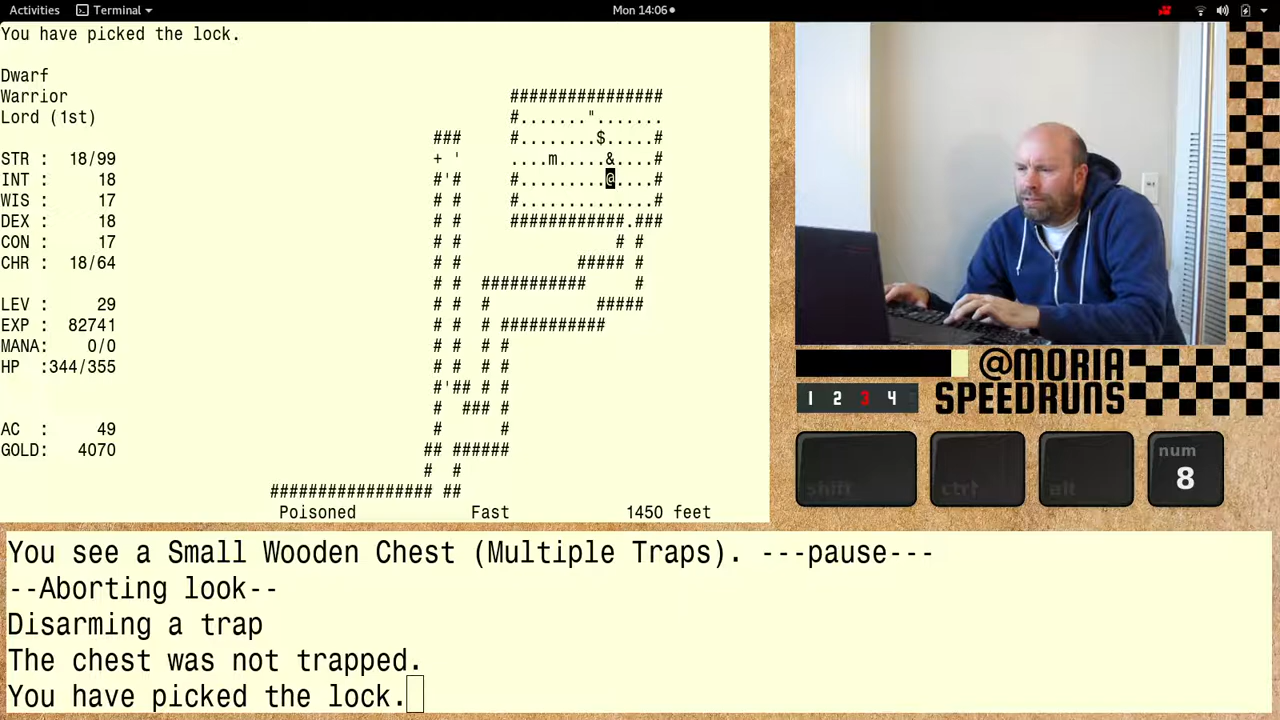 Activities Terminal Mon 14:06
You have picked the lock.
Dwarf
Warrior
Lord (1st)
STR : 18/99
INT : 18
WIS : 17
DEX : 18
CON : 17
CHR : 18/64
LEV : 29
EXP : 82741
MANA: 0/0
HP :344/355
AC : 49
GOLD: 4070
################
#.......".......
### #........$.....#
+ ' ....m.....&....#
#'# #.........@....#
# # #..............#
# # ############.###
# # # #
# # ##### #
# # ########### #
# # # #####
# # # ###########
# # # #
# # # #
#'## # #
# ### #
# #
## ######
# #
################# ##
Poisoned Fast 1450 feet
You see a Small Wooden Chest (Multiple Traps). ---pause---
--Aborting look--
Disarming a trap
The chest was not trapped.
You have picked the lock.
@MORIA
SPEEDRUNS
1 2 3 4
shift ctrl alt num
8